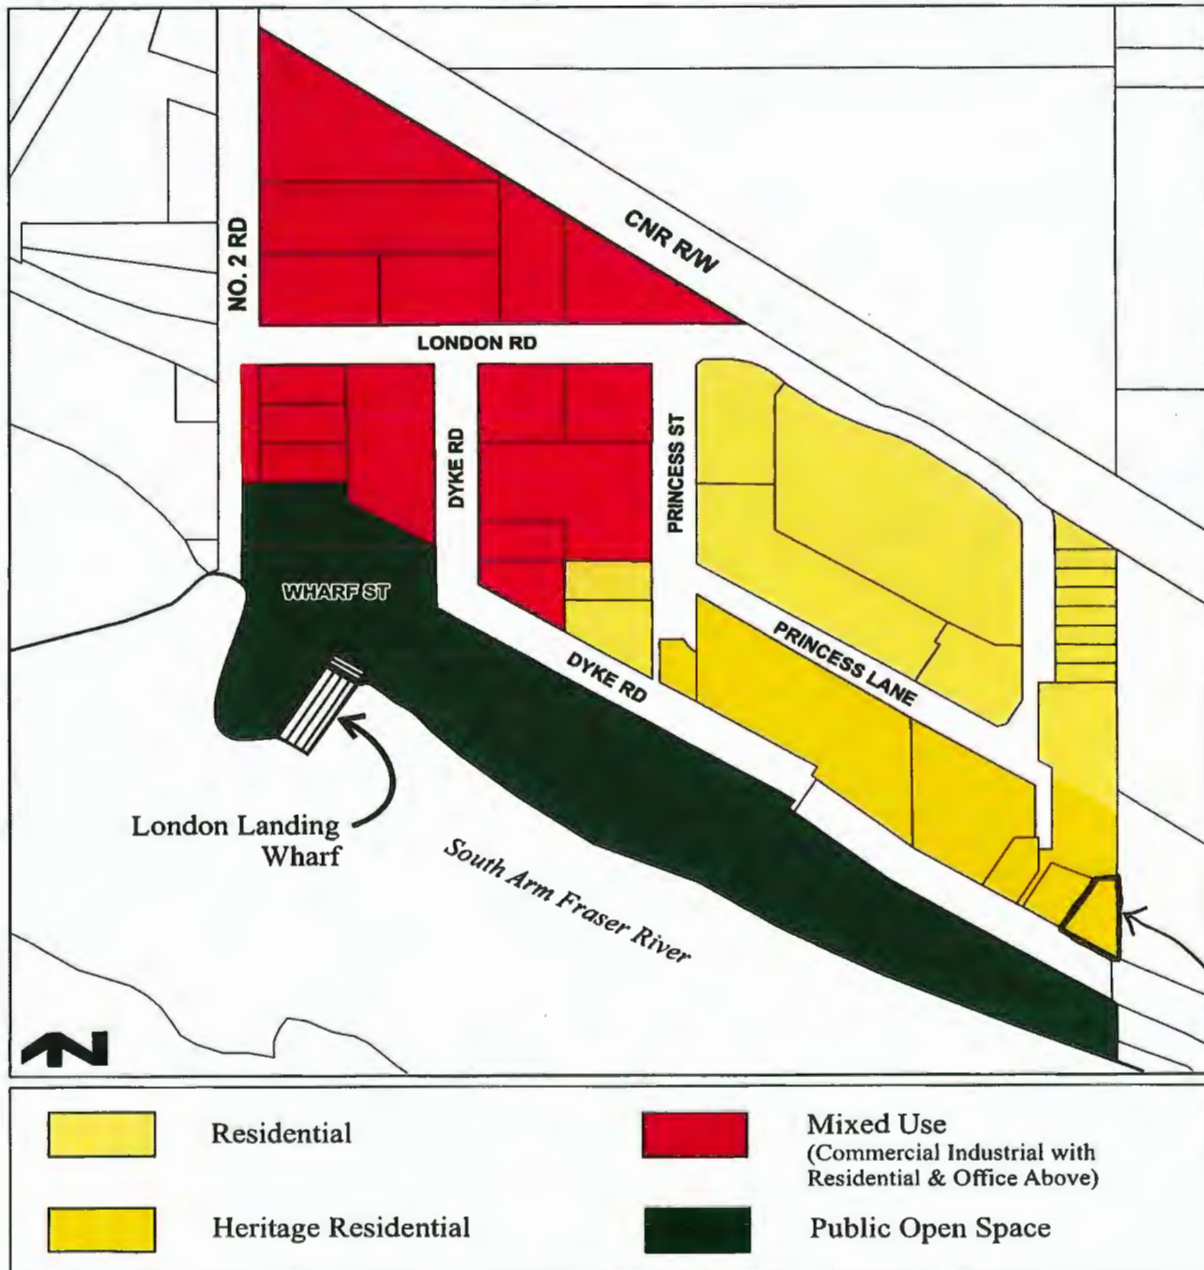 CNR R/W
NO. 2 RD
LONDON RD
DYKE RD
PRINCESS ST
WHARF ST
PRINCESS LANE
DYKE RD
London Landing
Wharf
South Arm Fraser River
N
Residential
Mixed Use
(Commercial Industrial with
Residential & Office Above)
Heritage Residential
Public Open Space